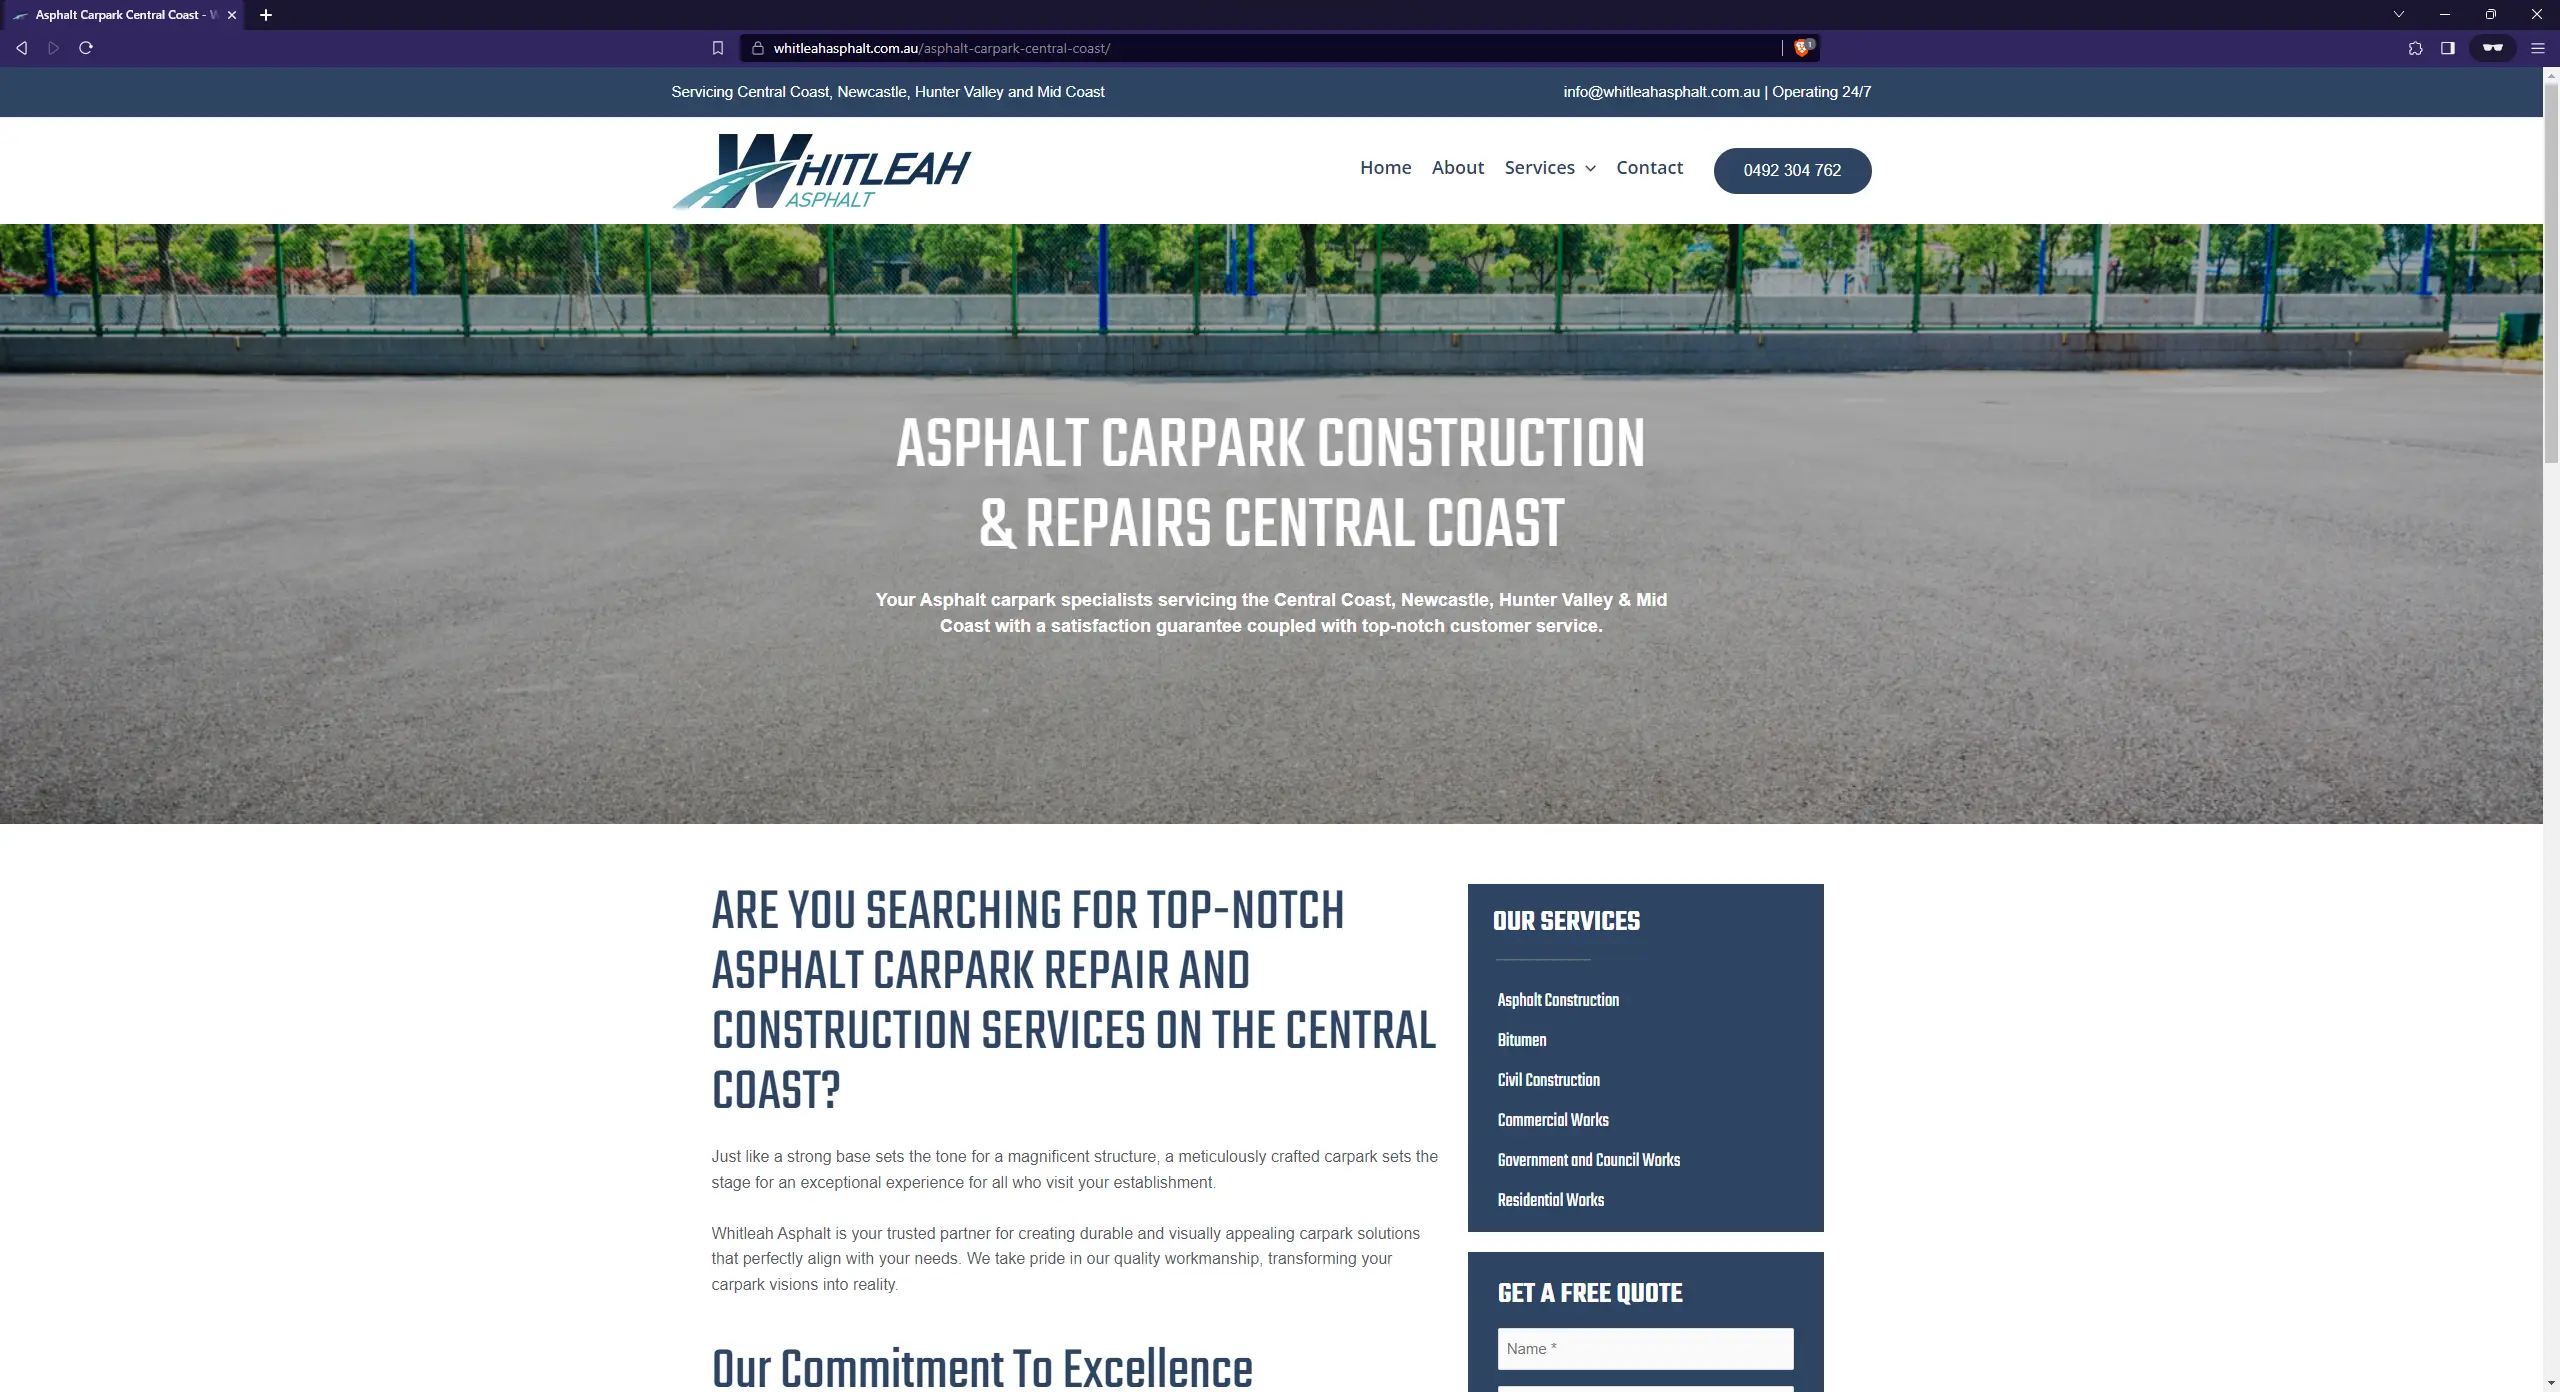 Asphalt Carpark Central Coast -
whitleahasphalt.com.au/asphalt-carpark-central-coast/
1
Servicing Central Coast, Newcastle, Hunter Valley and Mid Coast
info@whitleahasphalt.com.au | Operating 24/7
WHITLEAH
ASPHALT
Home
About
Services
Contact
0492 304 762
ASPHALT CARPARK CONSTRUCTION
& REPAIRS CENTRAL COAST
Your Asphalt carpark specialists servicing the Central Coast, Newcastle, Hunter Valley & Mid
Coast with a satisfaction guarantee coupled with top-notch customer service.
ARE YOU SEARCHING FOR TOP-NOTCH
ASPHALT CARPARK REPAIR AND
CONSTRUCTION SERVICES ON THE CENTRAL
COAST?
Just like a strong base sets the tone for a magnificent structure, a meticulously crafted carpark sets the
stage for an exceptional experience for all who visit your establishment.
Whitleah Asphalt is your trusted partner for creating durable and visually appealing carpark solutions
that perfectly align with your needs. We take pride in our quality workmanship, transforming your
carpark visions into reality.
Our Commitment To Excellence
OUR SERVICES
Asphalt Construction
Bitumen
Civil Construction
Commercial Works
Government and Council Works
Residential Works
GET A FREE QUOTE
Name *